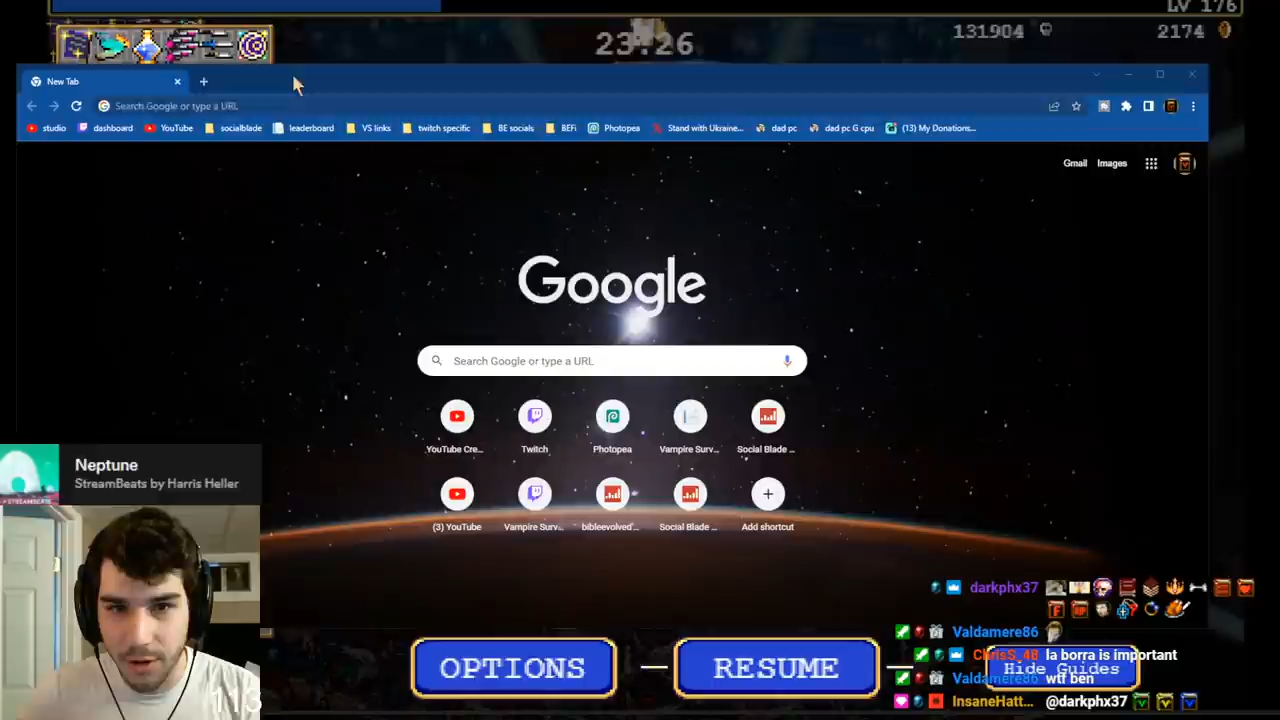 LV 176
23:26
131904
2174
New Tab
Search Google or type a URL
studio dashboard YouTube socialblade leaderboard VS links twitch specific BE socials BEFi Photopea Stand with Ukraine... dad pc dad pc G cpu (13) My Donations...
Gmail Images
Google
Search Google or type a URL
YouTube Cre... Twitch Photopea Vampire Surv... Social Blade ...
(3) YouTube Vampire Surv... bibleevolved'... Social Blade ... Add shortcut
Neptune
StreamBeats by Harris Heller
darkphx37
Valdamere86
ChrisS_48 la borra is important
Valdamere86 wtf ben
InsaneHatt... @darkphx37
OPTIONS
RESUME
Hide Guides
113